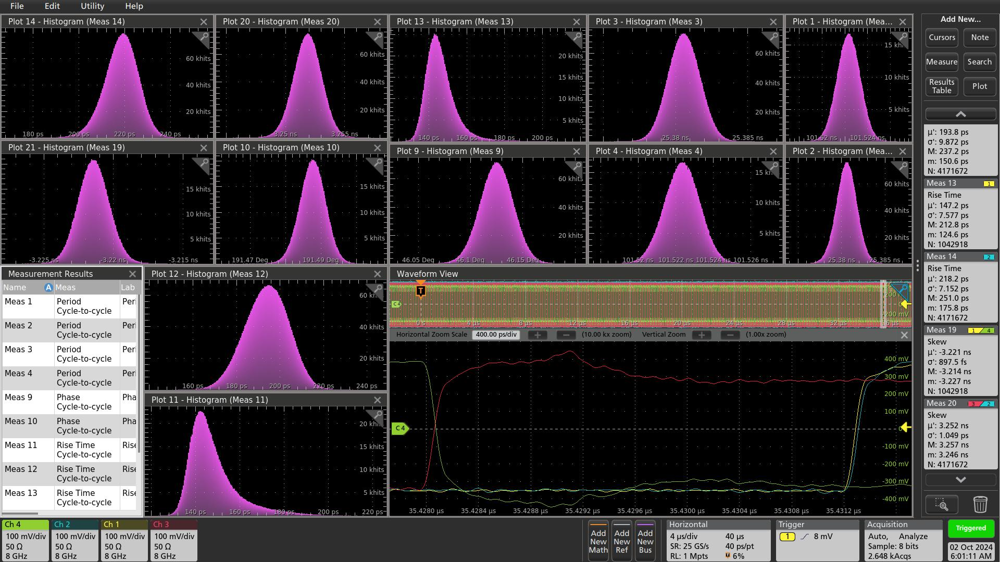 File Edit Utility Help
Plot 14 - Histogram (Meas 14)
60 khits
40 khits
20 khits
180 ps 200 ps 220 ps 240 ps
Plot 20 - Histogram (Meas 20)
60 khits
40 khits
20 khits
3.25 ns 3.255 ns
Plot 13 - Histogram (Meas 13)
20 khits
15 khits
10 khits
5 khits
140 ps 160 ps 180 ps 200 ps
Plot 3 - Histogram (Meas 3)
60 khits
40 khits
20 khits
25.38 ns 25.385 ns
Plot 1 - Histogram (Mea...
15 kh
10 khits
5 khits
101.52 ns 101.524 ns
Plot 21 - Histogram (Meas 19)
15 khits
10 khits
5 khits
-3.225 ns -3.22 ns -3.215 ns
Plot 10 - Histogram (Meas 10)
15 khits
10 khits
5 khits
191.47 Deg 191.49 Deg
Plot 9 - Histogram (Meas 9)
60 khits
40 khits
20 khits
46.05 Deg 46.1 Deg 46.15 Deg
Plot 4 - Histogram (Meas 4)
15 kh
10 khits
5 khits
101.52 ns 101.522 ns 101.524 ns 101.526 ns
Plot 2 - Histogram (Mea...
60 khits
40 khits
20 khits
25.38 ns 25.385 ns
Measurement Results
Name A Meas Lab
Meas 1 Period Peri
Cycle-to-cycle
Meas 2 Period Peri
Cycle-to-cycle
Meas 3 Period Peri
Cycle-to-cycle
Meas 4 Period Peri
Cycle-to-cycle
Meas 9 Phase Pha
Cycle-to-cycle
Meas 10 Phase Pha
Cycle-to-cycle
Meas 11 Rise Time Rise
Cycle-to-cycle
Meas 12 Rise Time Rise
Cycle-to-cycle
Meas 13 Rise Time Rise
Cycle-to-cycle
Plot 12 - Histogram (Meas 12)
60 kh
40 khits
20 khits
160 ps 180 ps 200 ps 220 ps 240 ps
Plot 11 - Histogram (Meas 11)
20 kh
15 khits
10 khits
5 khits
140 ps 160 ps 180 ps 200 ps 220 ps
Waveform View
T
C4
200
0
-200 mV
0 s 4 µs 8 µs 12 µs 16 µs 20 µs 24 µs 28 µs 32 µs 36 µs
Horizontal Zoom Scale 400.00 ps/div + − (10.00 kx zoom) Vertical Zoom + − (1.00x zoom)
400 mV
300 mV
200 mV
100 mV
C4 0
-100 mV
-200 mV
-300 mV
-400 mV
35.4280 µs 35.4284 µs 35.4288 µs 35.4292 µs 35.4296 µs 35.4300 µs 35.4304 µs 35.4308 µs 35.4312 µs
Add New...
Cursors Note
Measure Search
Results Table Plot
µ': 193.8 ps
σ': 9.872 ps
M: 237.2 ps
m: 150.6 ps
N: 4171672
Meas 13 1
Rise Time
µ': 147.2 ps
σ': 7.577 ps
M: 212.8 ps
m: 124.6 ps
N: 1042918
Meas 14 2
Rise Time
µ': 218.2 ps
σ': 7.152 ps
M: 251.0 ps
m: 175.8 ps
N: 4171672
Meas 19 1 4
Skew
µ': -3.221 ns
σ': 897.5 fs
M: -3.214 ns
m: -3.227 ns
N: 1042918
Meas 20 3 2
Skew
µ': 3.252 ns
σ': 1.049 ps
M: 3.257 ns
m: 3.246 ns
N: 4171672
Ch 4
100 mV/div
50 Ω
8 GHz
Ch 2
100 mV/div
50 Ω
8 GHz
Ch 1
100 mV/div
50 Ω
8 GHz
Ch 3
100 mV/div
50 Ω
8 GHz
Add New Math
Add New Ref
Add New Bus
Horizontal
4 µs/div 40 µs
SR: 25 GS/s 40 ps/pt
RL: 1 Mpts T 6%
Trigger
1 8 mV
Acquisition
Auto, Analyze
Sample: 8 bits
2.648 kAcqs
Triggered
02 Oct 2024
6:01:11 AM